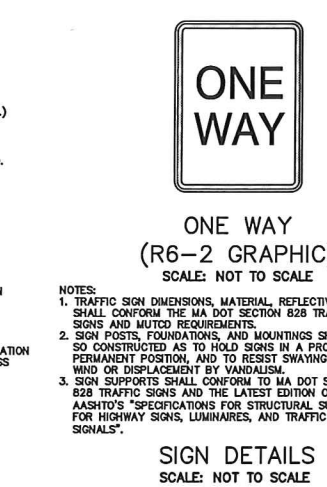 ONE
WAY
ONE WAY
(R6-2 GRAPHIC
SCALE: NOT TO SCALE
NOTES:
1. TRAFFIC SIGN DIMENSIONS, MATERIAL, REFLECTIV
SHALL CONFORM THE MA DOT SECTION 828 TRA
SIGNS AND MUTCD REQUIREMENTS.
2. SIGN POSTS, FOUNDATIONS, AND MOUNTINGS S
SO CONSTRUCTED AS TO HOLD SIGNS IN A PRO
PERMANENT POSITION, AND TO RESIST SWAYING
WIND OR DISPLACEMENT BY VANDALISM.
3. SIGN SUPPORTS SHALL CONFORM TO MA DOT S
828 TRAFFIC SIGNS AND THE LATEST EDITION O
AASHTO'S "SPECIFICATIONS FOR STRUCTURAL SU
FOR HIGHWAY SIGNS, LUMINAIRES, AND TRAFFIC
SIGNALS".
SIGN DETAILS
SCALE: NOT TO SCALE